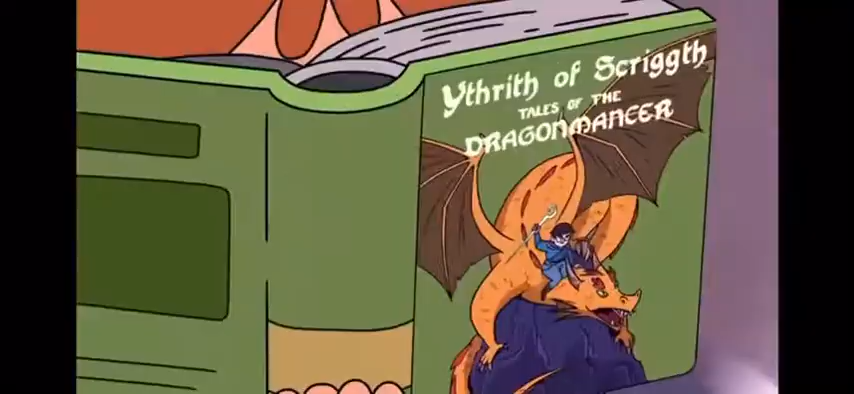 Ythrith of Scriggth
TALES OF THE
DRAGONMANCER